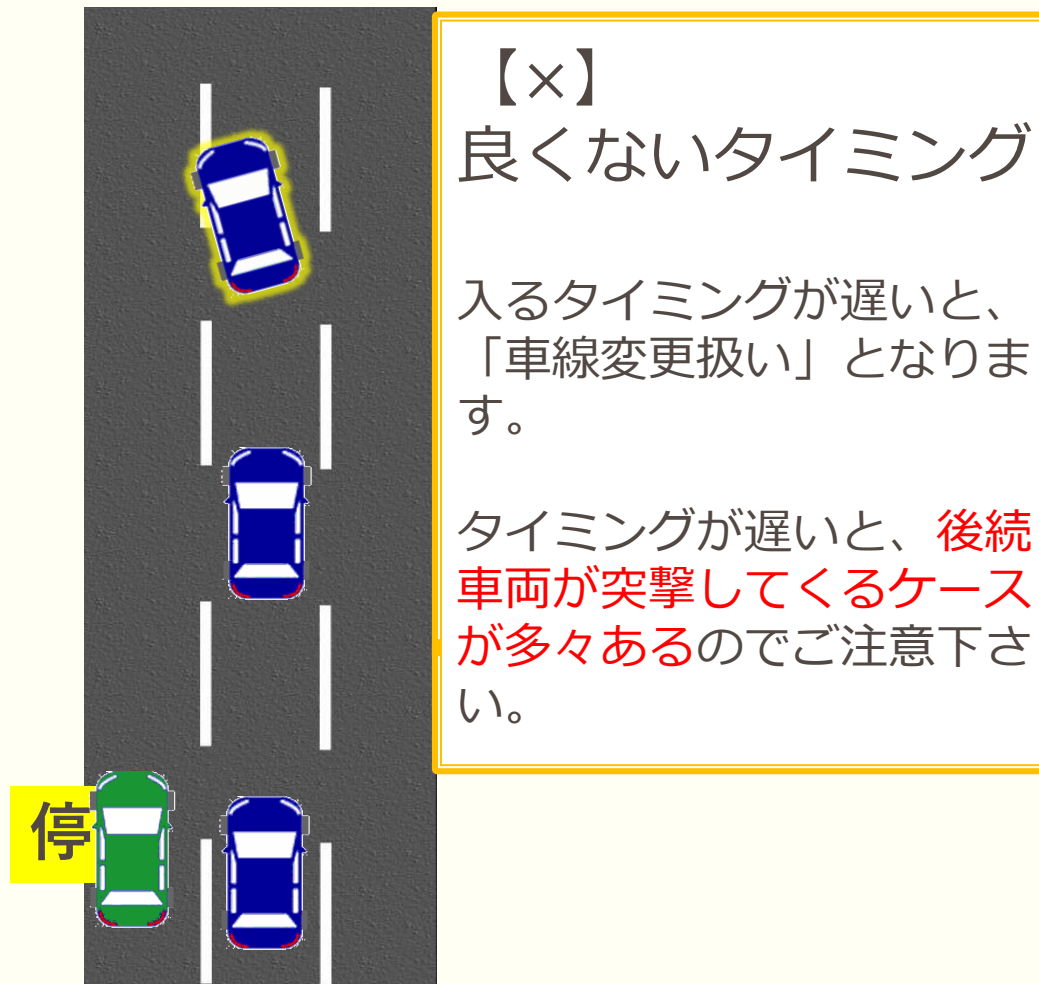 【×】
良くないタイミング
入るタイミングが遅いと、
「車線変更扱い」となりま
す。
タイミングが遅いと、後続
車両が突撃してくるケース
が多々あるのでご注意下さ
い。
停